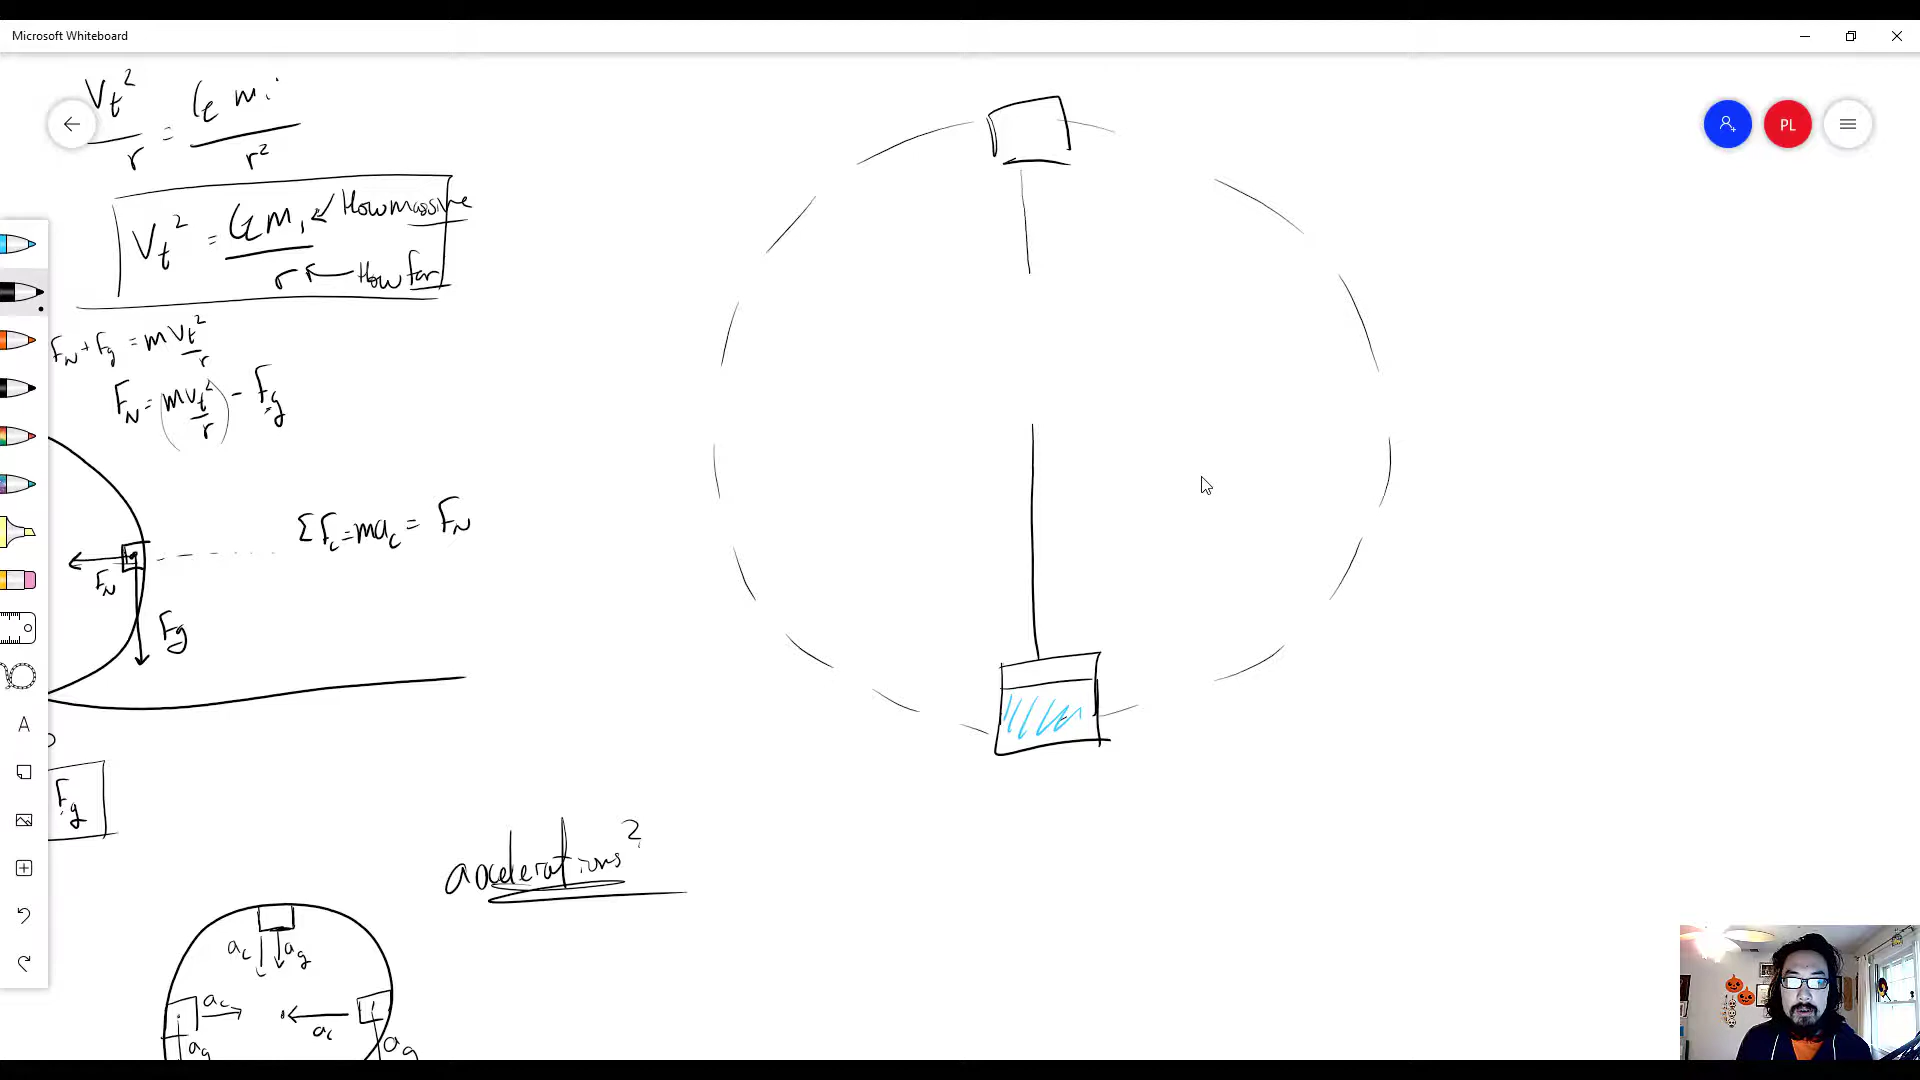 Microsoft Whiteboard
Vt² / r = G m₁ / r²
PL
Vt² = G m₁ / r
How massive
How far
F_N + F_g = m Vt² / r
F_N = (m vt² / r) - F_g
ΣF_c = ma_c = F_N
F_N
F_g
A
F_g
accelerations?
a_c a_g
a_c
a_c
a_g
a_g